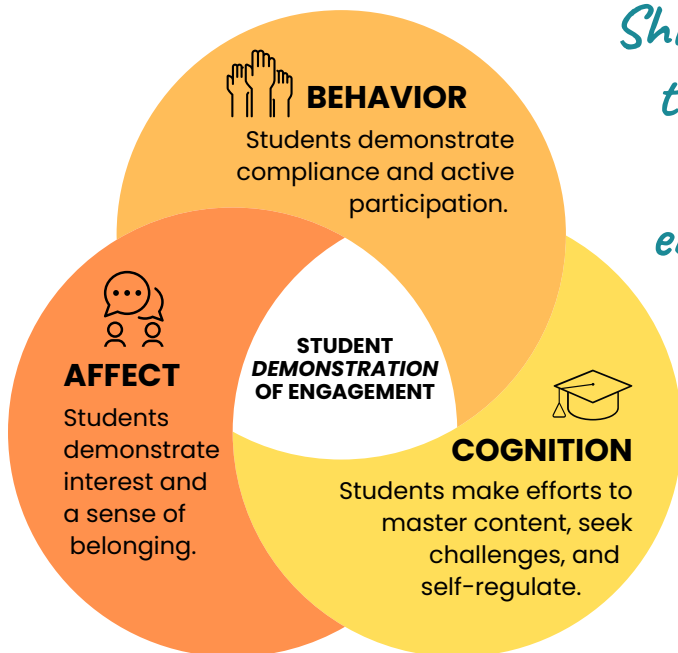 BEHAVIOR
Students demonstrate
compliance and active
participation.
STUDENT
DEMONSTRATION
OF ENGAGEMENT
AFFECT
Students
demonstrate
interest and
a sense of
belonging.
COGNITION
Students make efforts to
master content, seek
challenges, and
self-regulate.